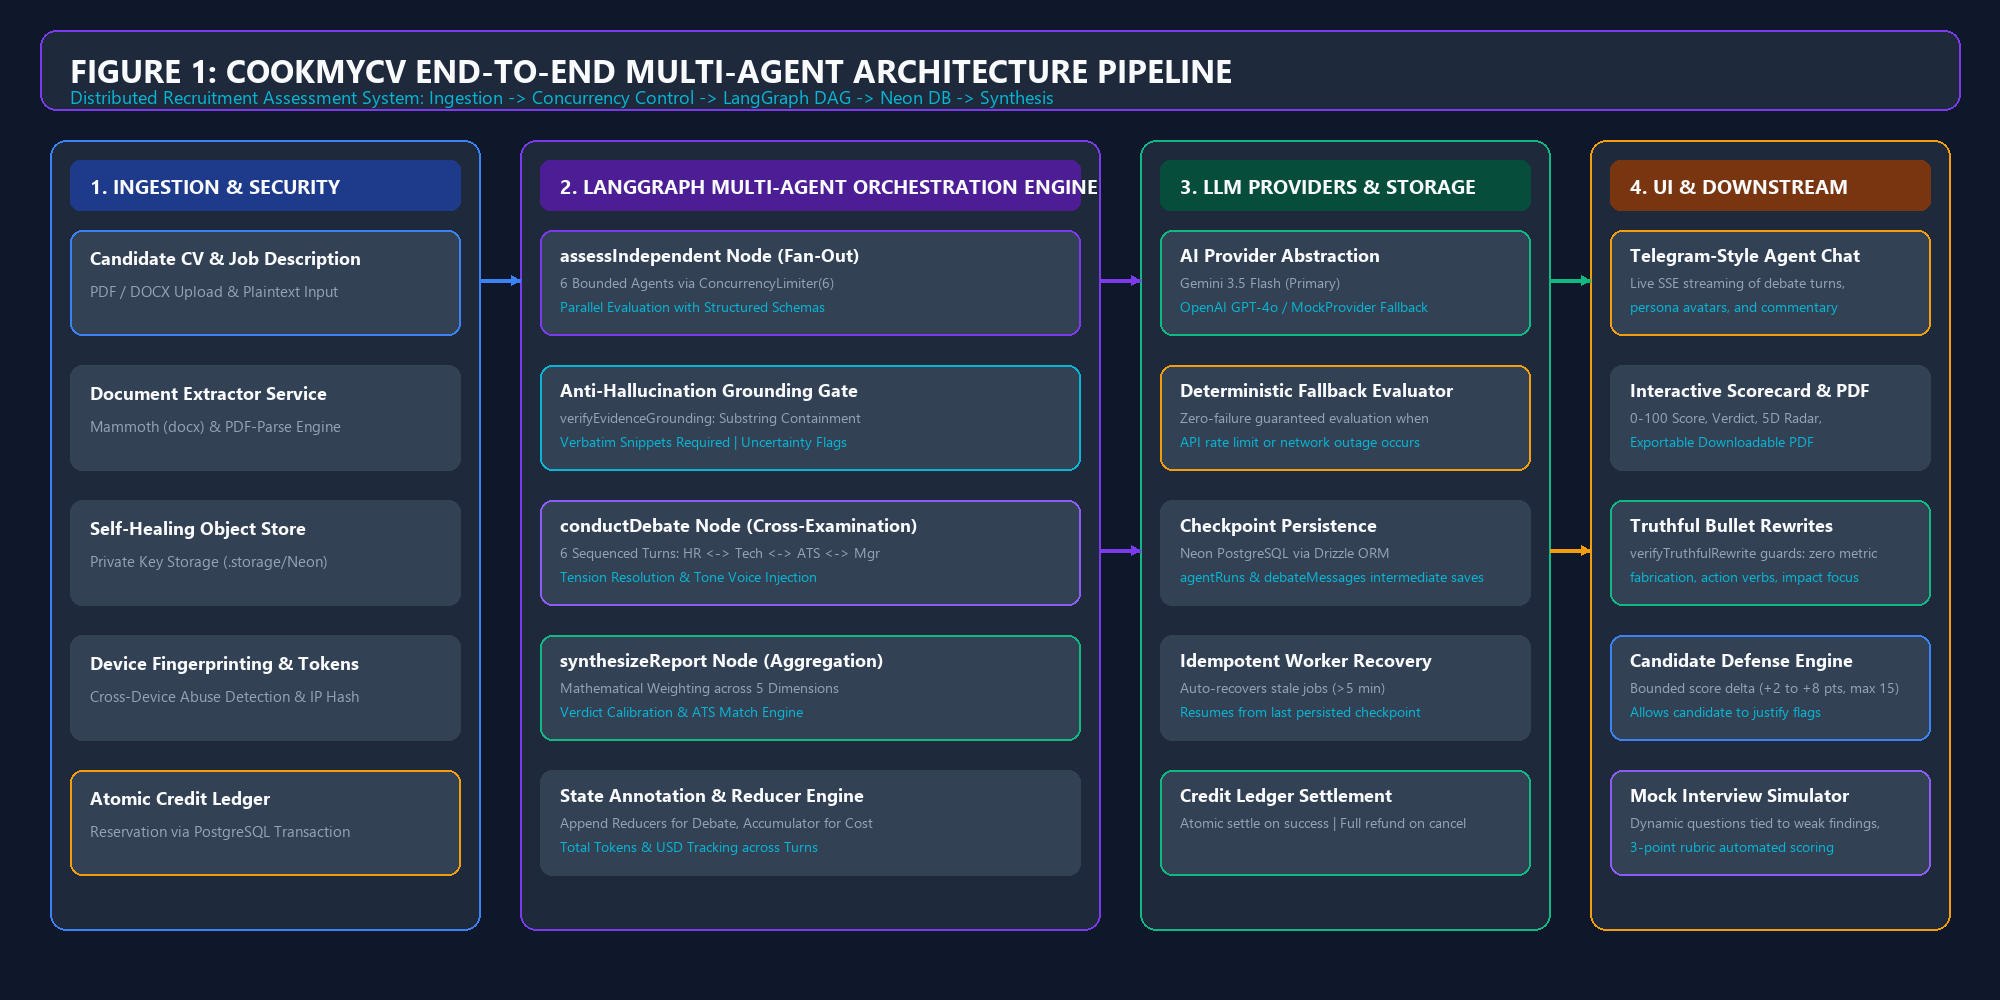 FIGURE 1: COOKMYCV END-TO-END MULTI-AGENT ARCHITECTURE PIPELINE
Distributed Recruitment Assessment System: Ingestion -> Concurrency Control -> LangGraph DAG -> Neon DB -> Synthesis
1. INGESTION & SECURITY
Candidate CV & Job Description
PDF / DOCX Upload & Plaintext Input
Document Extractor Service
Mammoth (docx) & PDF-Parse Engine
Self-Healing Object Store
Private Key Storage (.storage/Neon)
Device Fingerprinting & Tokens
Cross-Device Abuse Detection & IP Hash
Atomic Credit Ledger
Reservation via PostgreSQL Transaction
2. LANGGRAPH MULTI-AGENT ORCHESTRATION ENGINE
assessIndependent Node (Fan-Out)
6 Bounded Agents via ConcurrencyLimiter(6)
Parallel Evaluation with Structured Schemas
Anti-Hallucination Grounding Gate
verifyEvidenceGrounding: Substring Containment
Verbatim Snippets Required | Uncertainty Flags
conductDebate Node (Cross-Examination)
6 Sequenced Turns: HR <-> Tech <-> ATS <-> Mgr
Tension Resolution & Tone Voice Injection
synthesizeReport Node (Aggregation)
Mathematical Weighting across 5 Dimensions
Verdict Calibration & ATS Match Engine
State Annotation & Reducer Engine
Append Reducers for Debate, Accumulator for Cost
Total Tokens & USD Tracking across Turns
3. LLM PROVIDERS & STORAGE
AI Provider Abstraction
Gemini 3.5 Flash (Primary)
OpenAI GPT-4o / MockProvider Fallback
Deterministic Fallback Evaluator
Zero-failure guaranteed evaluation when
API rate limit or network outage occurs
Checkpoint Persistence
Neon PostgreSQL via Drizzle ORM
agentRuns & debateMessages intermediate saves
Idempotent Worker Recovery
Auto-recovers stale jobs (>5 min)
Resumes from last persisted checkpoint
Credit Ledger Settlement
Atomic settle on success | Full refund on cancel
4. UI & DOWNSTREAM
Telegram-Style Agent Chat
Live SSE streaming of debate turns,
persona avatars, and commentary
Interactive Scorecard & PDF
0-100 Score, Verdict, 5D Radar,
Exportable Downloadable PDF
Truthful Bullet Rewrites
verifyTruthfulRewrite guards: zero metric
fabrication, action verbs, impact focus
Candidate Defense Engine
Bounded score delta (+2 to +8 pts, max 15)
Allows candidate to justify flags
Mock Interview Simulator
Dynamic questions tied to weak findings,
3-point rubric automated scoring